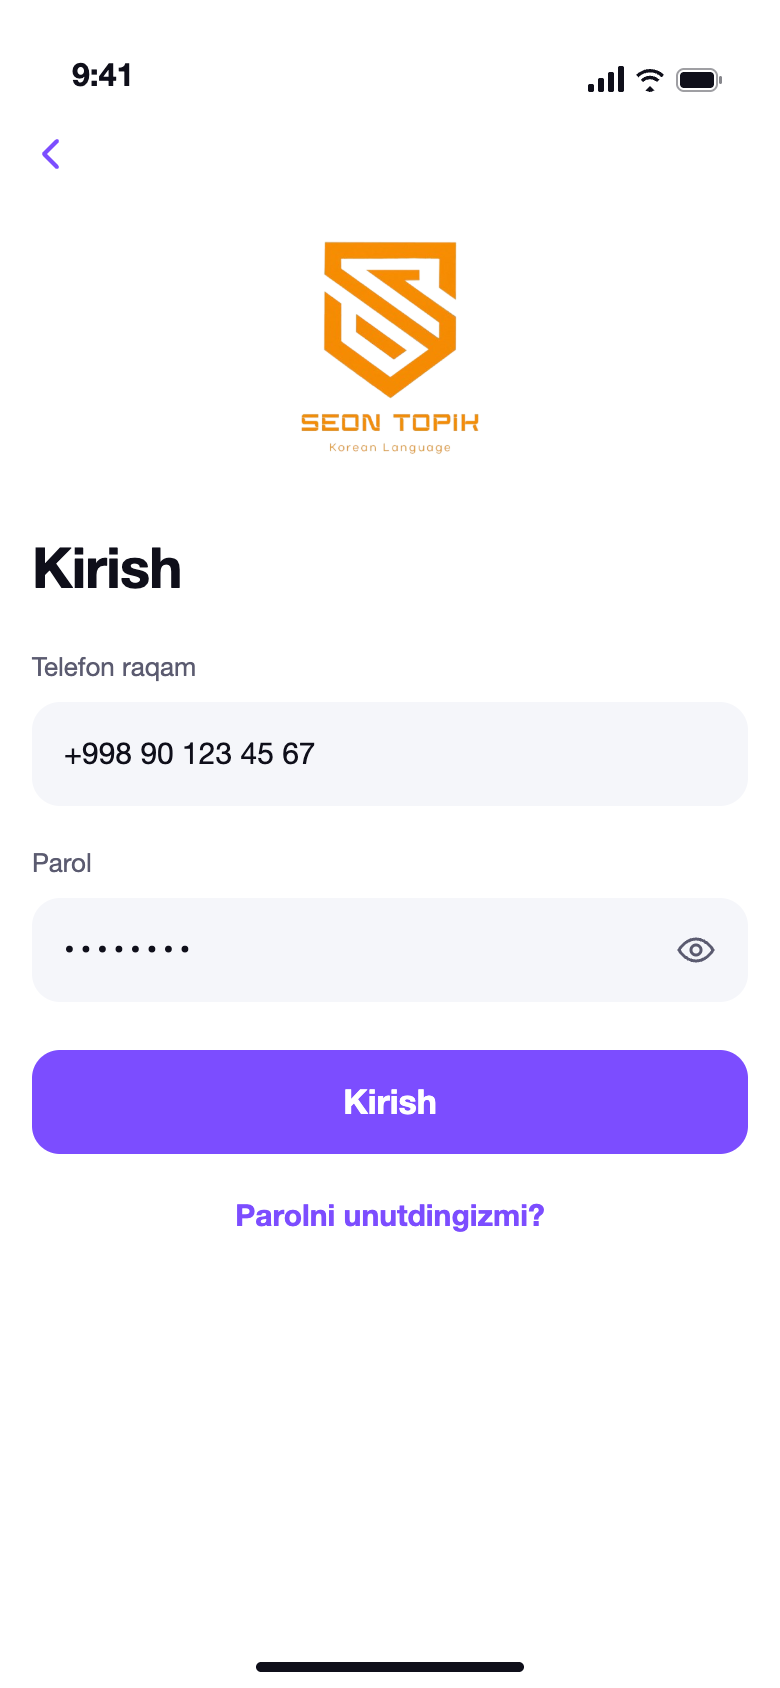 9:41
SEON TOPIK
Korean Language
Kirish
Telefon raqam
+998 90 123 45 67
Parol
••••••••
Kirish
Parolni unutdingizmi?